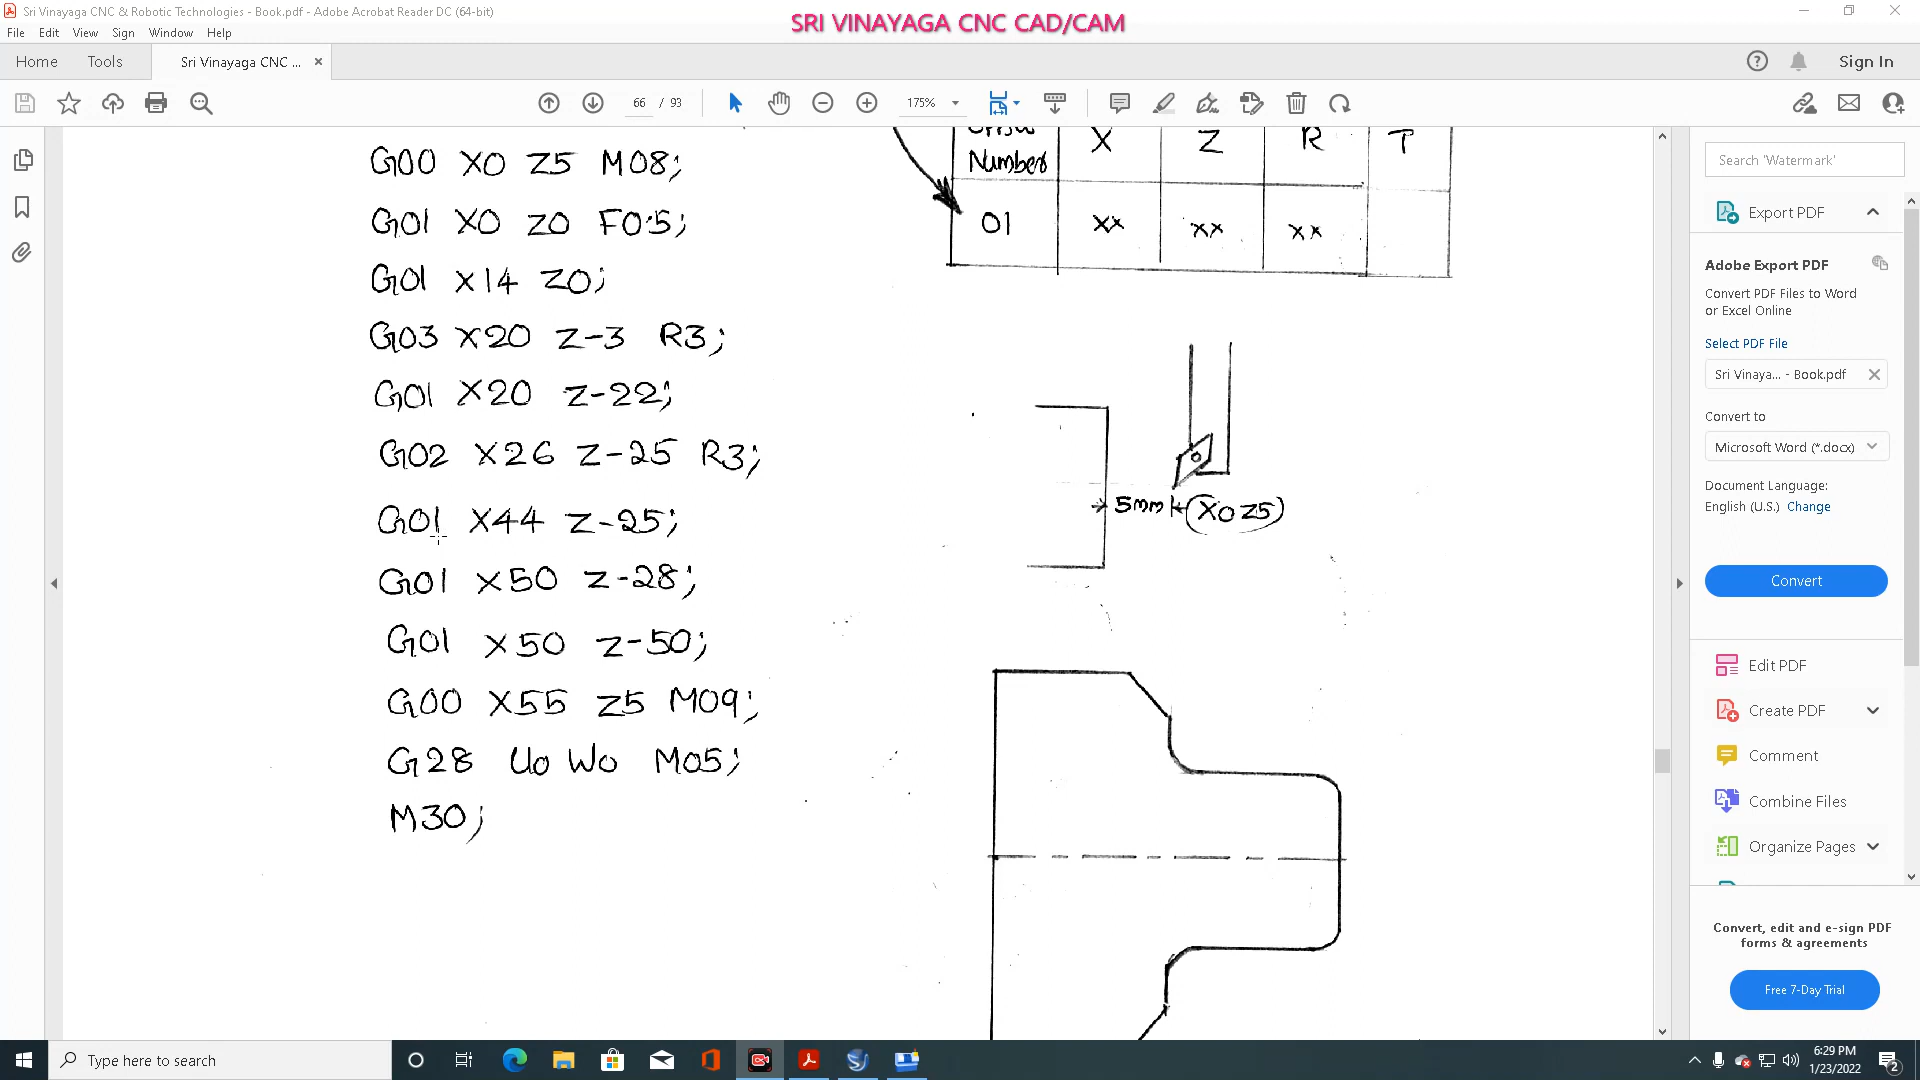 Sri Vinayaga CNC & Robotic Technologies - Book.pdf - Adobe Acrobat Reader DC (64-bit)
SRI VINAYAGA CNC CAD/CAM
File Edit View Sign Window Help
Home Tools Sri Vinayaga CNC ... × Sign In
66 / 93 175%
G00 X0 Z5 M08;
G01 X0 Z0 F0.5;
G01 X14 Z0;
G03 X20 Z-3 R3;
G01 X20 Z-22;
G02 X26 Z-25 R3;
G01 X44 Z-25;
G01 X50 Z-28;
G01 X50 Z-50;
G00 X55 Z5 M09;
G28 U0 W0 M05;
M30;
Number X Z R T
01 xx xx xx
5mm (X0 Z5)
Search 'Watermark'
Export PDF
Adobe Export PDF
Convert PDF Files to Word
or Excel Online
Select PDF File
Sri Vinaya... - Book.pdf
Convert to
Microsoft Word (*.docx)
Document Language:
English (U.S.) Change
Convert
Edit PDF
Create PDF
Comment
Combine Files
Organize Pages
Convert, edit and e-sign PDF
forms & agreements
Free 7-Day Trial
Type here to search
6:29 PM
1/23/2022
2